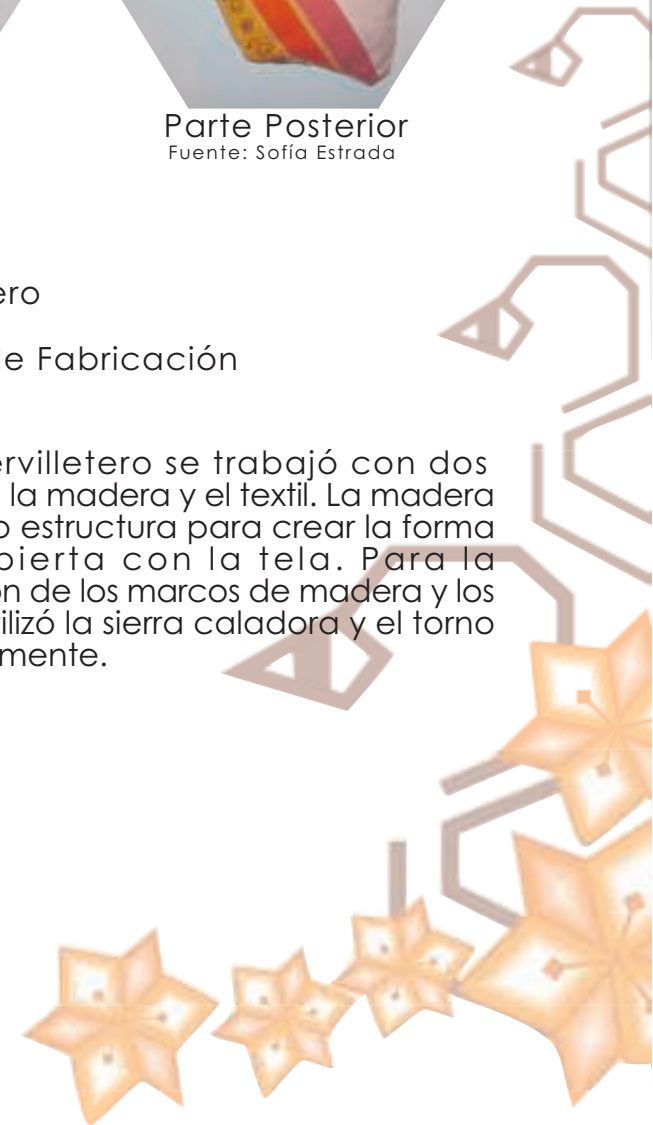 Parte Posterior
Fuente: Sofía Estrada
ero
de Fabricación
ervilletero se trabajó con dos
la madera y el textil. La madera
o estructura para crear la forma
bierta con la tela. Para la
ón de los marcos de madera y los
ilizó la sierra caladora y el torno
mente.